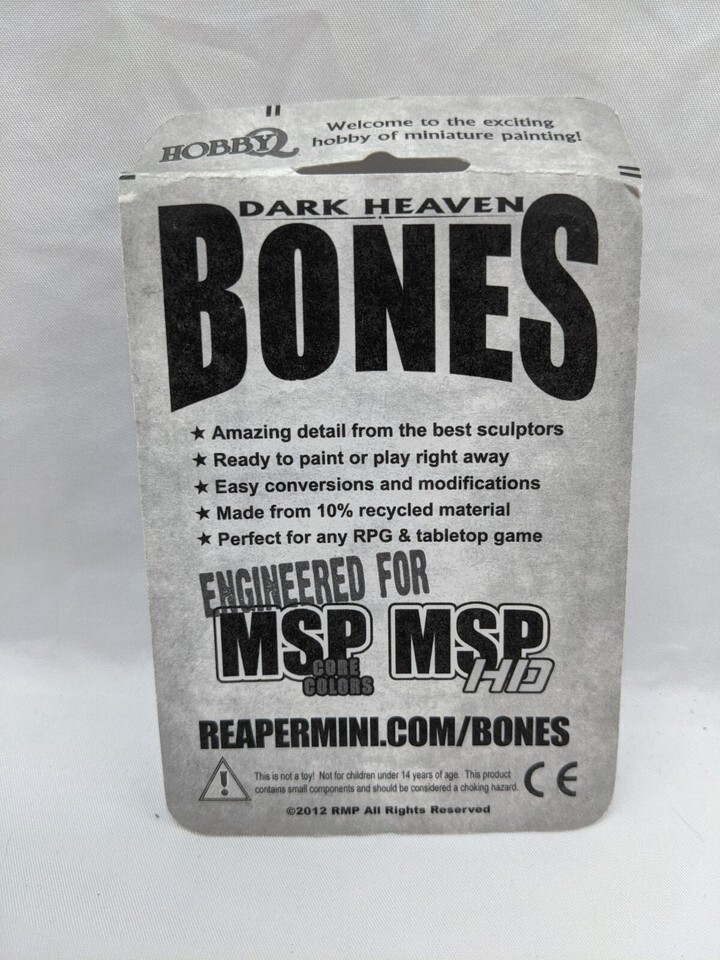 HOBBYQ
Welcome to the exciting
hobby of miniature painting!
DARK HEAVEN
BONES
★ Amazing detail from the best sculptors
★ Ready to paint or play right away
★ Easy conversions and modifications
★ Made from 10% recycled material
★ Perfect for any RPG & tabletop game
ENGINEERED FOR
MSP CORE COLORS MSP HD
REAPERMINI.COM/BONES
This is not a toy! Not for children under 14 years of age. This product
contains small components and should be considered a choking hazard.
CE
©2012 RMP All Rights Reserved